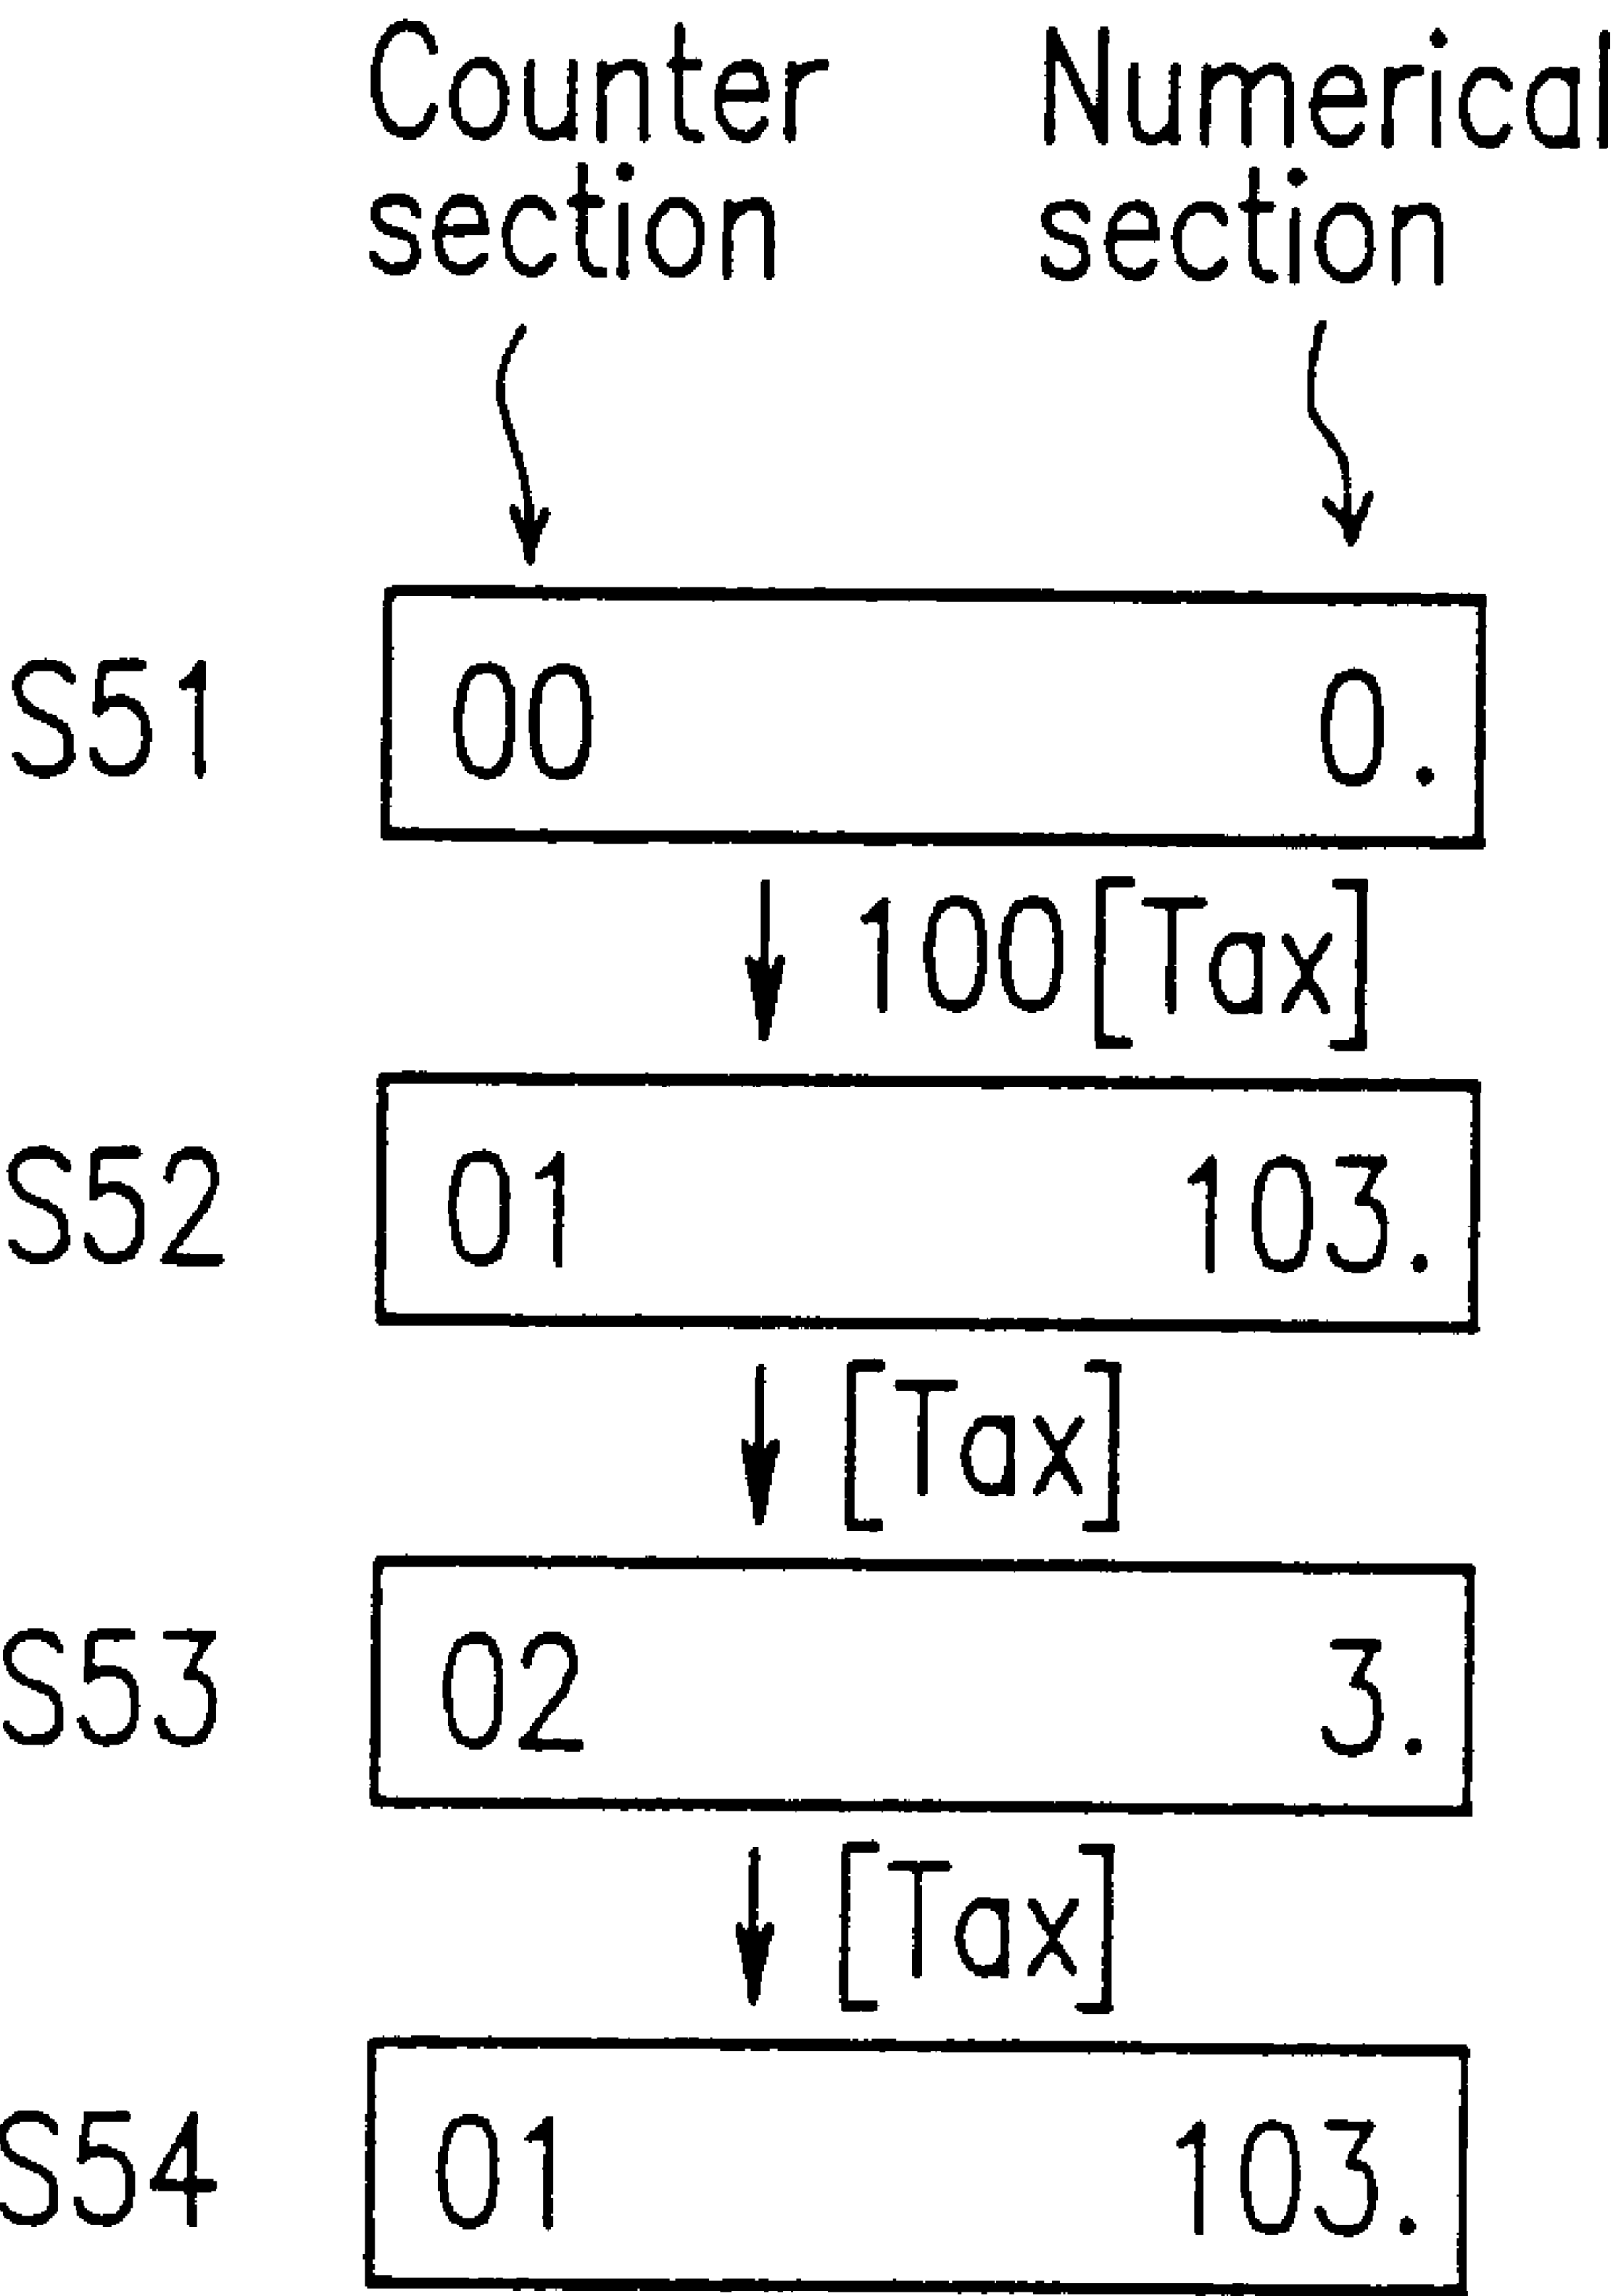 Counter Numerical
section section
S51 00 0.
100[Tax]
S52 01 103.
[Tax]
S53 02 3.
[Tax]
S54 01 103.